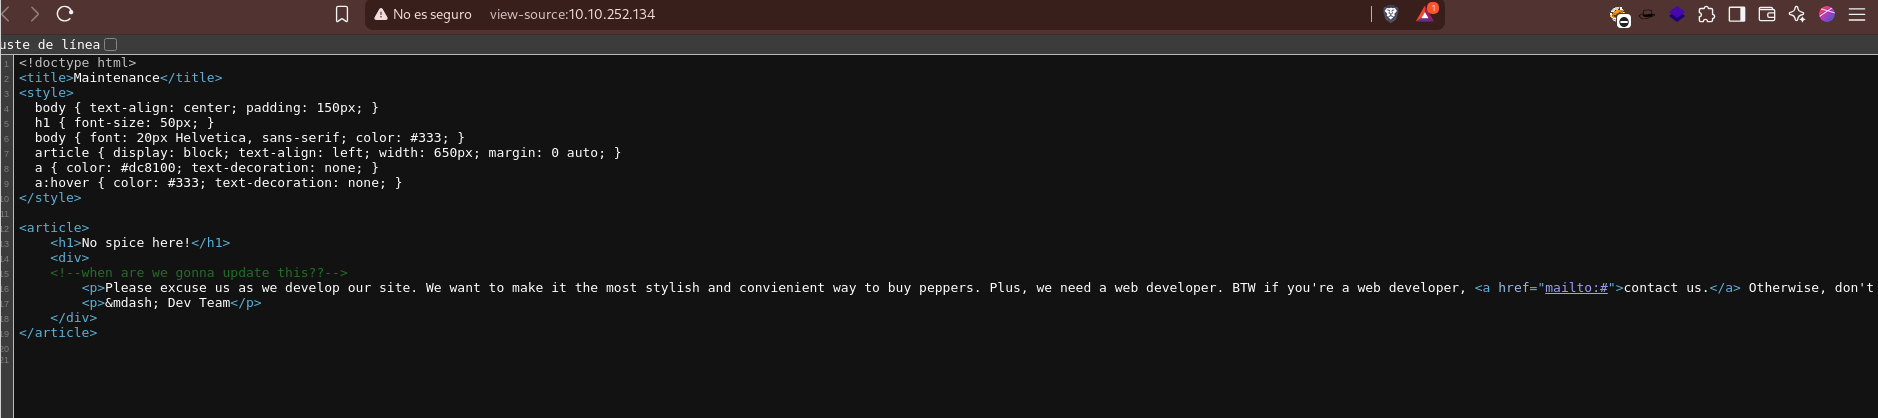 No es seguro view-source:10.10.252.134
1
uste de línea
1 <!doctype html>
2 <title>Maintenance</title>
3 <style>
4 body { text-align: center; padding: 150px; }
5 h1 { font-size: 50px; }
6 body { font: 20px Helvetica, sans-serif; color: #333; }
7 article { display: block; text-align: left; width: 650px; margin: 0 auto; }
8 a { color: #dc8100; text-decoration: none; }
9 a:hover { color: #333; text-decoration: none; }
10 </style>
11
12 <article>
13 <h1>No spice here!</h1>
14 <div>
15 <!--when are we gonna update this??-->
16 <p>Please excuse us as we develop our site. We want to make it the most stylish and convienient way to buy peppers. Plus, we need a web developer. BTW if you're a web developer, <a href="mailto:#">contact us.</a> Otherwise, don't
17 <p>&mdash; Dev Team</p>
18 </div>
19 </article>
20
21